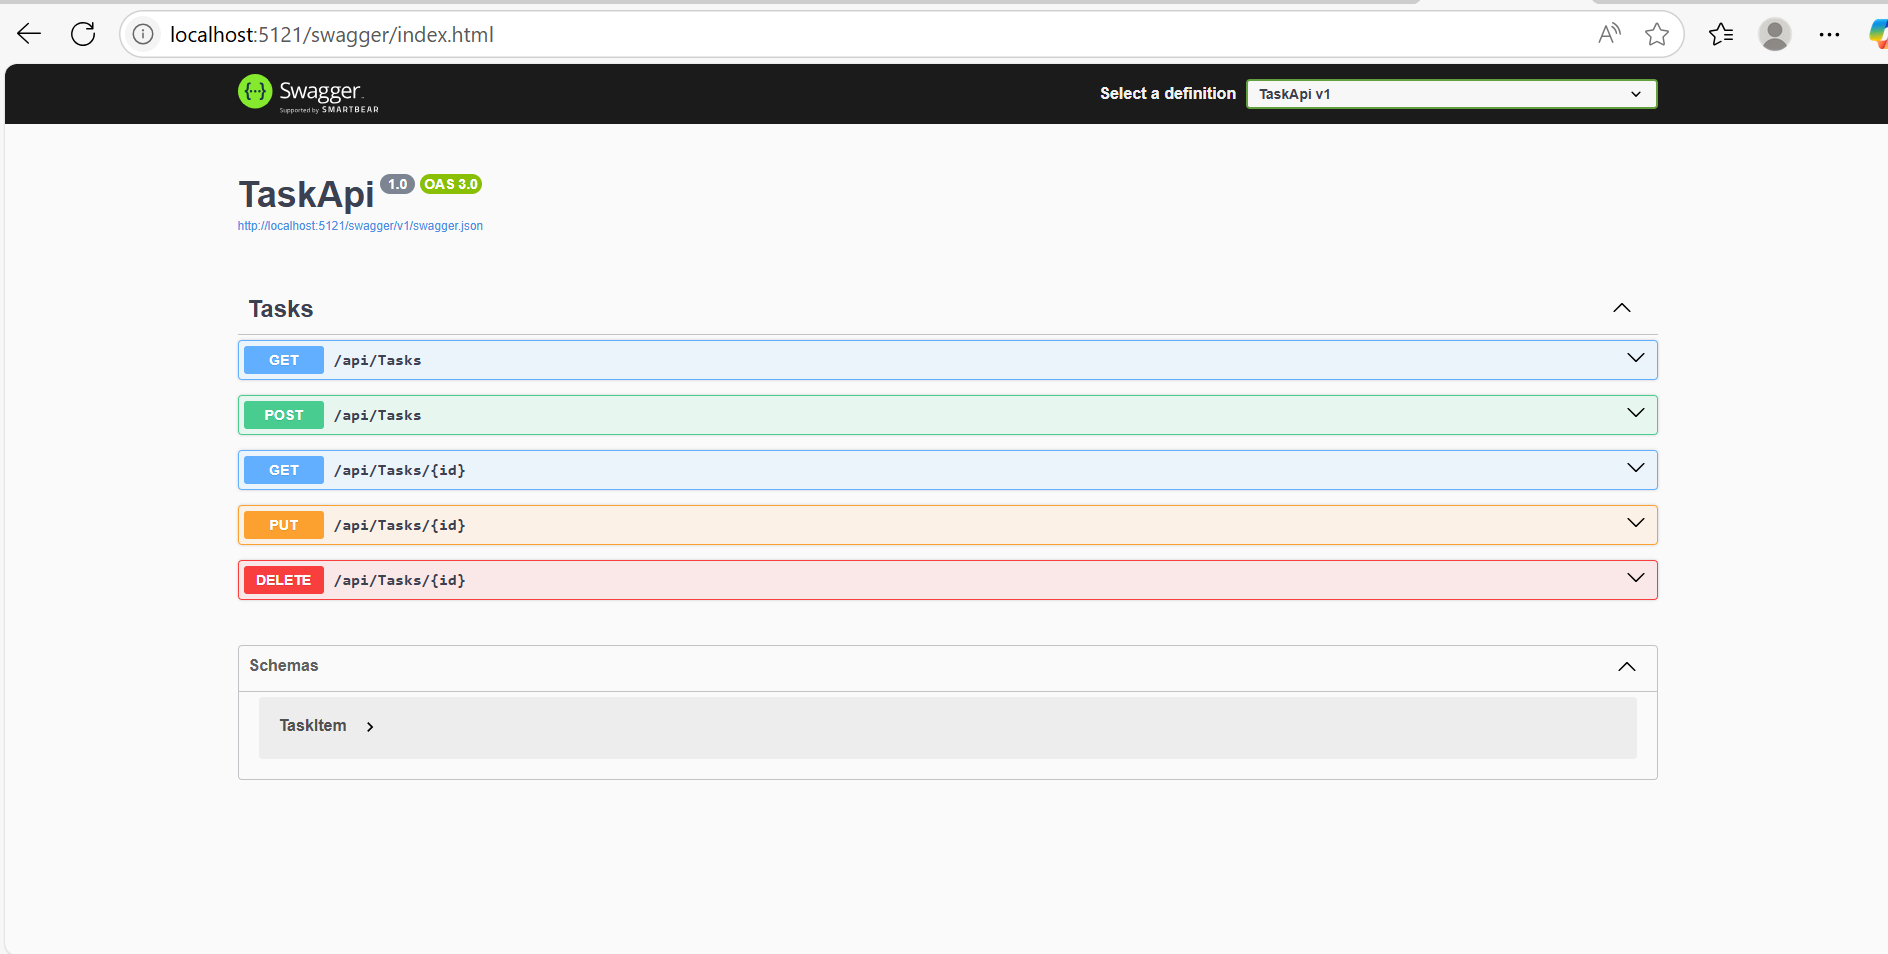 localhost:5121/swagger/index.html
Swagger
Supported by SMARTBEAR
Select a definition
TaskApi v1
TaskApi 1.0 OAS 3.0
http://localhost:5121/swagger/v1/swagger.json
Tasks
GET /api/Tasks
POST /api/Tasks
GET /api/Tasks/{id}
PUT /api/Tasks/{id}
DELETE /api/Tasks/{id}
Schemas
TaskItem